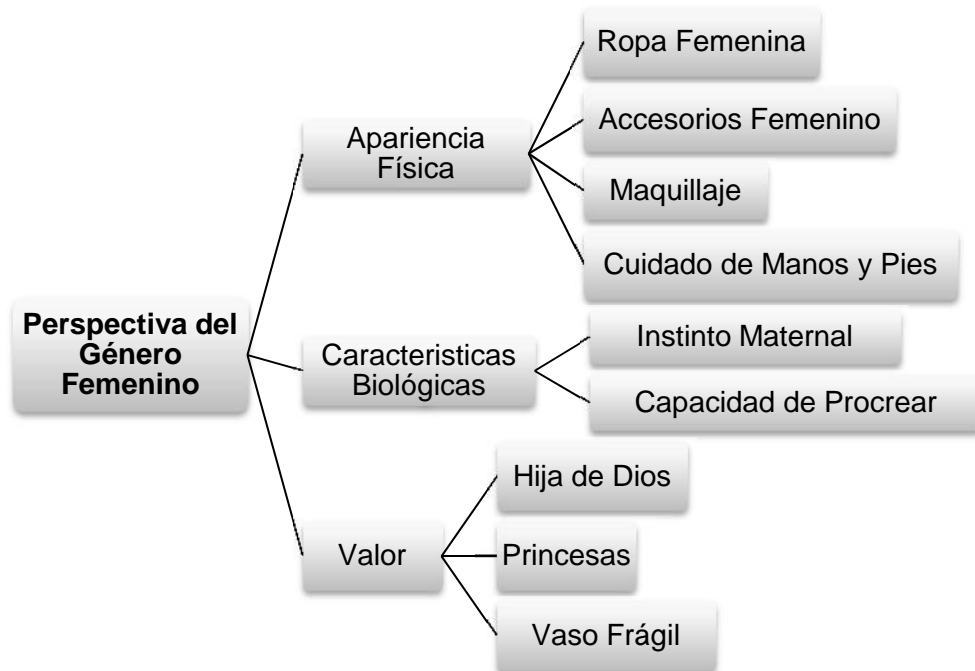 Perspectiva del
Género
Femenino
Apariencia
Física
Ropa Femenina
Accesorios Femenino
Maquillaje
Cuidado de Manos y Pies
Caracteristicas
Biológicas
Instinto Maternal
Capacidad de Procrear
Valor
Hija de Dios
Princesas
Vaso Frágil